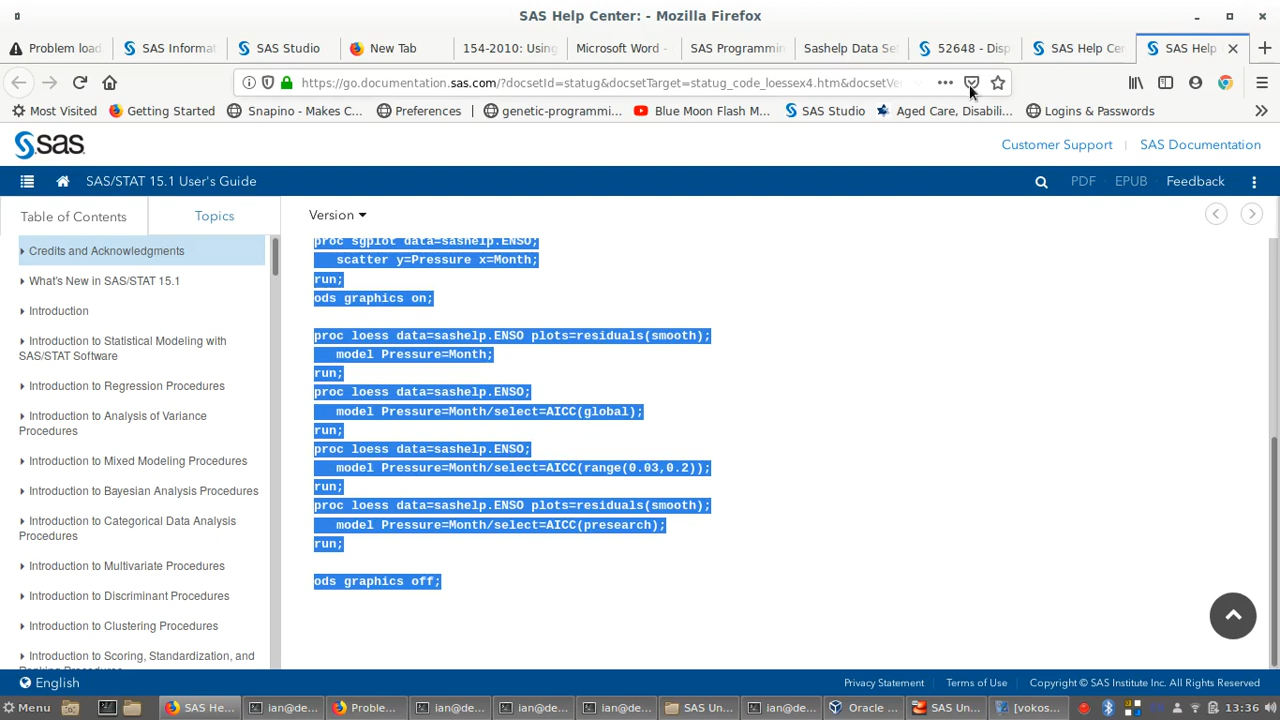 SAS Help Center: - Mozilla Firefox
Problem load
SAS Informat
SAS Studio
New Tab
154-2010: Using
Microsoft Word -
SAS Programmin
Sashelp Data Set
52648 - Disp
SAS Help Cen
SAS Help
https://go.documentation.sas.com/?docsetId=statug&docsetTarget=statug_code_loessex4.htm&docsetVer
Most Visited
Getting Started
Snapping - Makes C...
Preferences
genetic-programmi...
Blue Moon Flash M...
SAS Studio
Aged Care, Disabili...
Logins & Passwords
sas
Customer Support
SAS Documentation
SAS/STAT 15.1 User's Guide
PDF
EPUB
Feedback
Table of Contents
Topics
Version
Credits and Acknowledgments
What's New in SAS/STAT 15.1
Introduction
Introduction to Statistical Modeling with
SAS/STAT Software
Introduction to Regression Procedures
Introduction to Analysis of Variance
Procedures
Introduction to Mixed Modeling Procedures
Introduction to Bayesian Analysis Procedures
Introduction to Categorical Data Analysis
Procedures
Introduction to Multivariate Procedures
Introduction to Discriminant Procedures
Introduction to Clustering Procedures
Introduction to Scoring, Standardization, and
Ranking Procedures
proc sgplot data=sashelp.ENSO;
scatter y=Pressure x=Month;
run;
ods graphics on;
proc loess data=sashelp.ENSO plots=residuals(smooth);
model Pressure=Month;
run;
proc loess data=sashelp.ENSO;
model Pressure=Month/select=AICC(global);
run;
proc loess data=sashelp.ENSO;
model Pressure=Month/select=AICC(range(0.03,0.2));
run;
proc loess data=sashelp.ENSO plots=residuals(smooth);
model Pressure=Month/select=AICC(presearch);
run;
ods graphics off;
English
Privacy Statement
Terms of Use
Copyright © SAS Institute Inc. All Rights Reserved
Menu
SAS He...
ian@de...
Proble...
ian@de...
ian@de...
ian@de...
SAS Un...
ian@de...
Oracle ...
SAS Un...
[vokos...
13:36